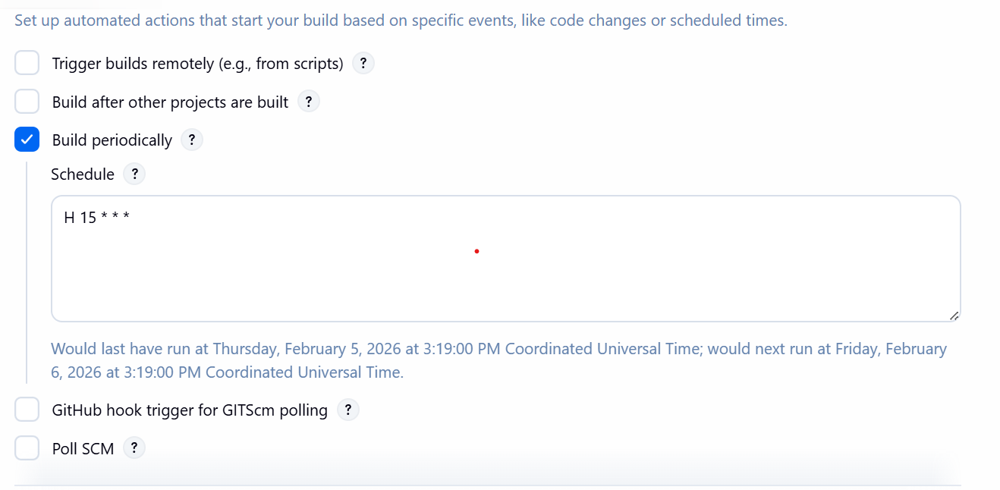 Set up automated actions that start your build based on specific events, like code changes or scheduled times.
Trigger builds remotely (e.g., from scripts) ?
Build after other projects are built ?
Build periodically ?
Schedule ?
H 15 * * *
Would last have run at Thursday, February 5, 2026 at 3:19:00 PM Coordinated Universal Time; would next run at Friday, February
6, 2026 at 3:19:00 PM Coordinated Universal Time.
GitHub hook trigger for GITScm polling ?
Poll SCM ?